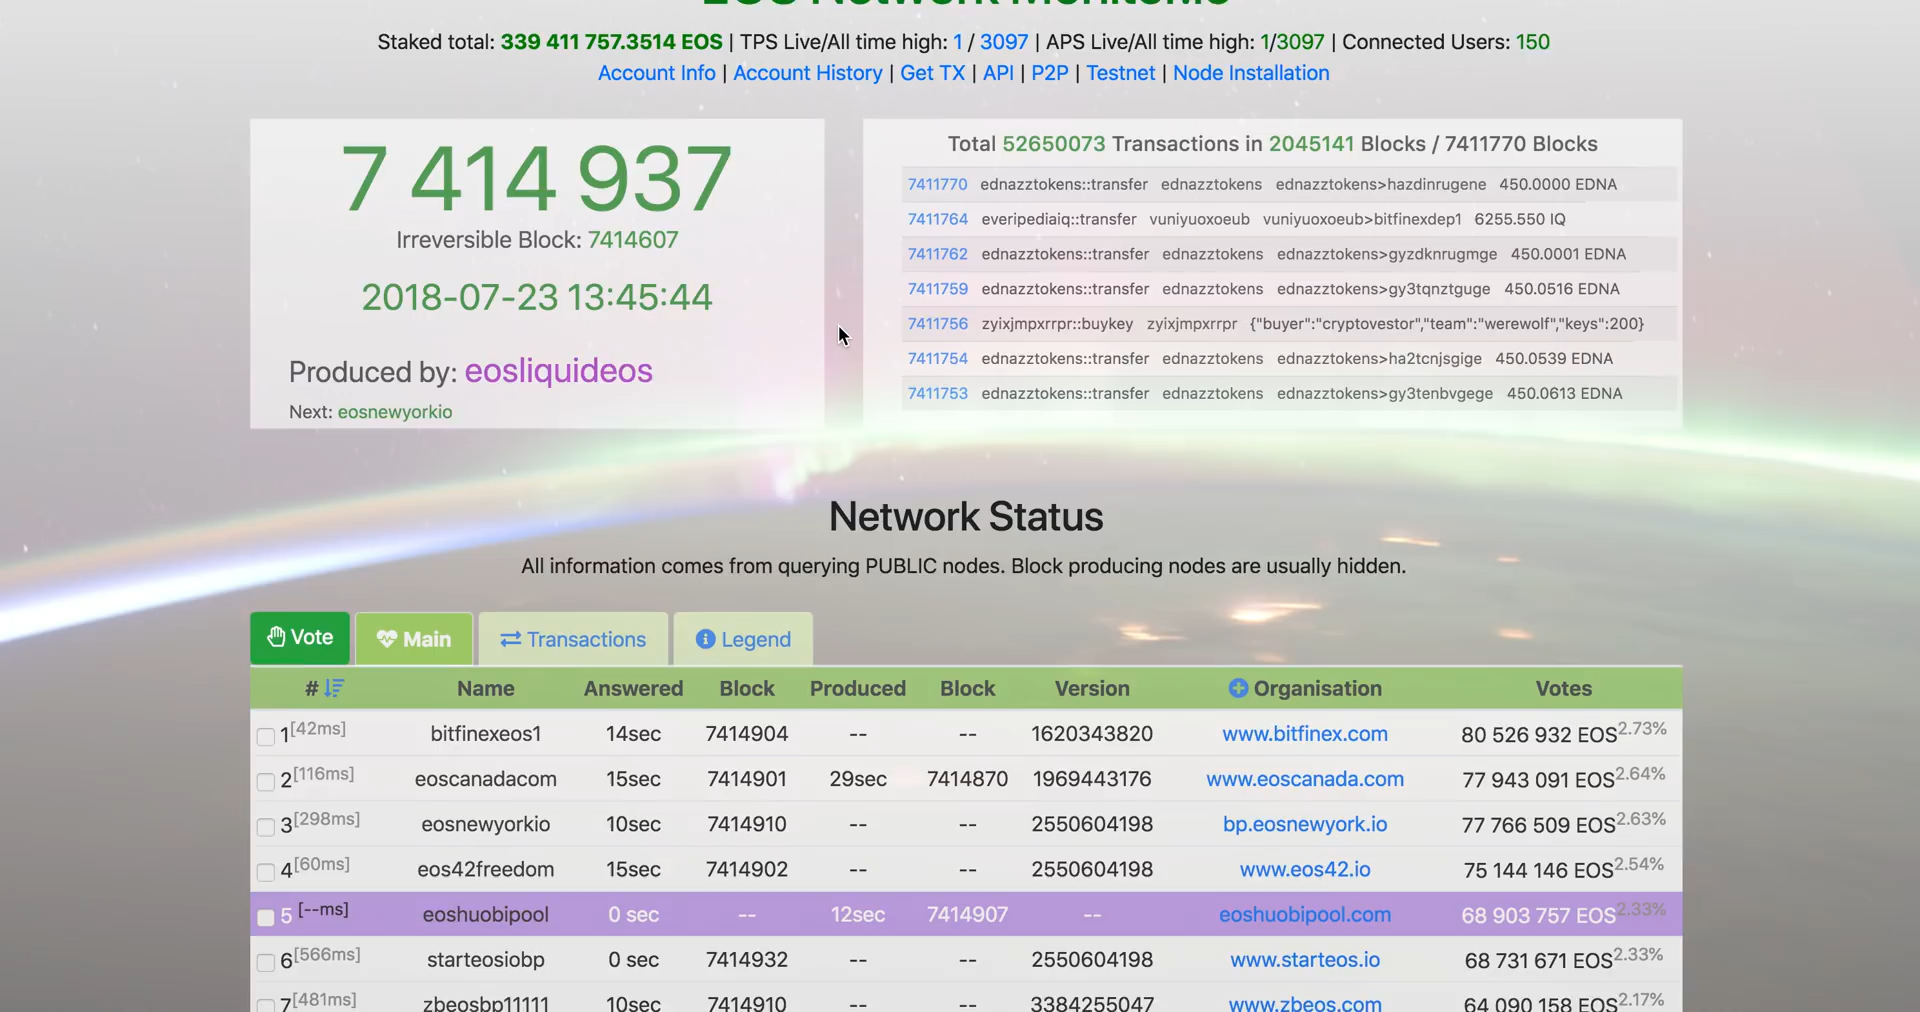 EOS Network Monitor.io
Staked total: 339 411 757.3514 EOS | TPS Live/All time high: 1 / 3097 | APS Live/All time high: 1/3097 | Connected Users: 150
Account Info | Account History | Get TX | API | P2P | Testnet | Node Installation
7 414 937
Irreversible Block: 7414607
2018-07-23 13:45:44
Produced by: eosliquideos
Next: eosnewyorkio
Total 52650073 Transactions in 2045141 Blocks / 7411770 Blocks
7411770 ednazztokens::transfer ednazztokens ednazztokens>hazdinrugene 450.0000 EDNA
7411764 everipediaiq::transfer vuniyuoxoeub vuniyuoxoeub>bitfinexdep1 6255.550 IQ
7411762 ednazztokens::transfer ednazztokens ednazztokens>gyzdknrugmge 450.0001 EDNA
7411759 ednazztokens::transfer ednazztokens ednazztokens>gy3tqnztguge 450.0516 EDNA
7411756 zyixjmpxrrpr::buykey zyixjmpxrrpr {"buyer":"cryptovestor","team":"werewolf","keys":200}
7411754 ednazztokens::transfer ednazztokens ednazztokens>ha2tcnjsgige 450.0539 EDNA
7411753 ednazztokens::transfer ednazztokens ednazztokens>gy3tenbvgege 450.0613 EDNA
Network Status
All information comes from querying PUBLIC nodes. Block producing nodes are usually hidden.
Vote Main Transactions Legend
# Name Answered Block Produced Block Version Organisation Votes
1[42ms] bitfinexeos1 14sec 7414904 -- -- 1620343820 www.bitfinex.com 80 526 932 EOS2.73%
2[116ms] eoscanadacom 15sec 7414901 29sec 7414870 1969443176 www.eoscanada.com 77 943 091 EOS2.64%
3[298ms] eosnewyorkio 10sec 7414910 -- -- 2550604198 bp.eosnewyork.io 77 766 509 EOS2.63%
4[60ms] eos42freedom 15sec 7414902 -- -- 2550604198 www.eos42.io 75 144 146 EOS2.54%
5 [--ms] eoshuobipool 0 sec -- 12sec 7414907 -- eoshuobipool.com 68 903 757 EOS2.33%
6[566ms] starteosiobp 0 sec 7414932 -- -- 2550604198 www.starteos.io 68 731 671 EOS2.33%
7[481ms] zbeosbp11111 10sec 7414910 -- -- 3384255047 www.zbeos.com 64 090 158 EOS2.17%